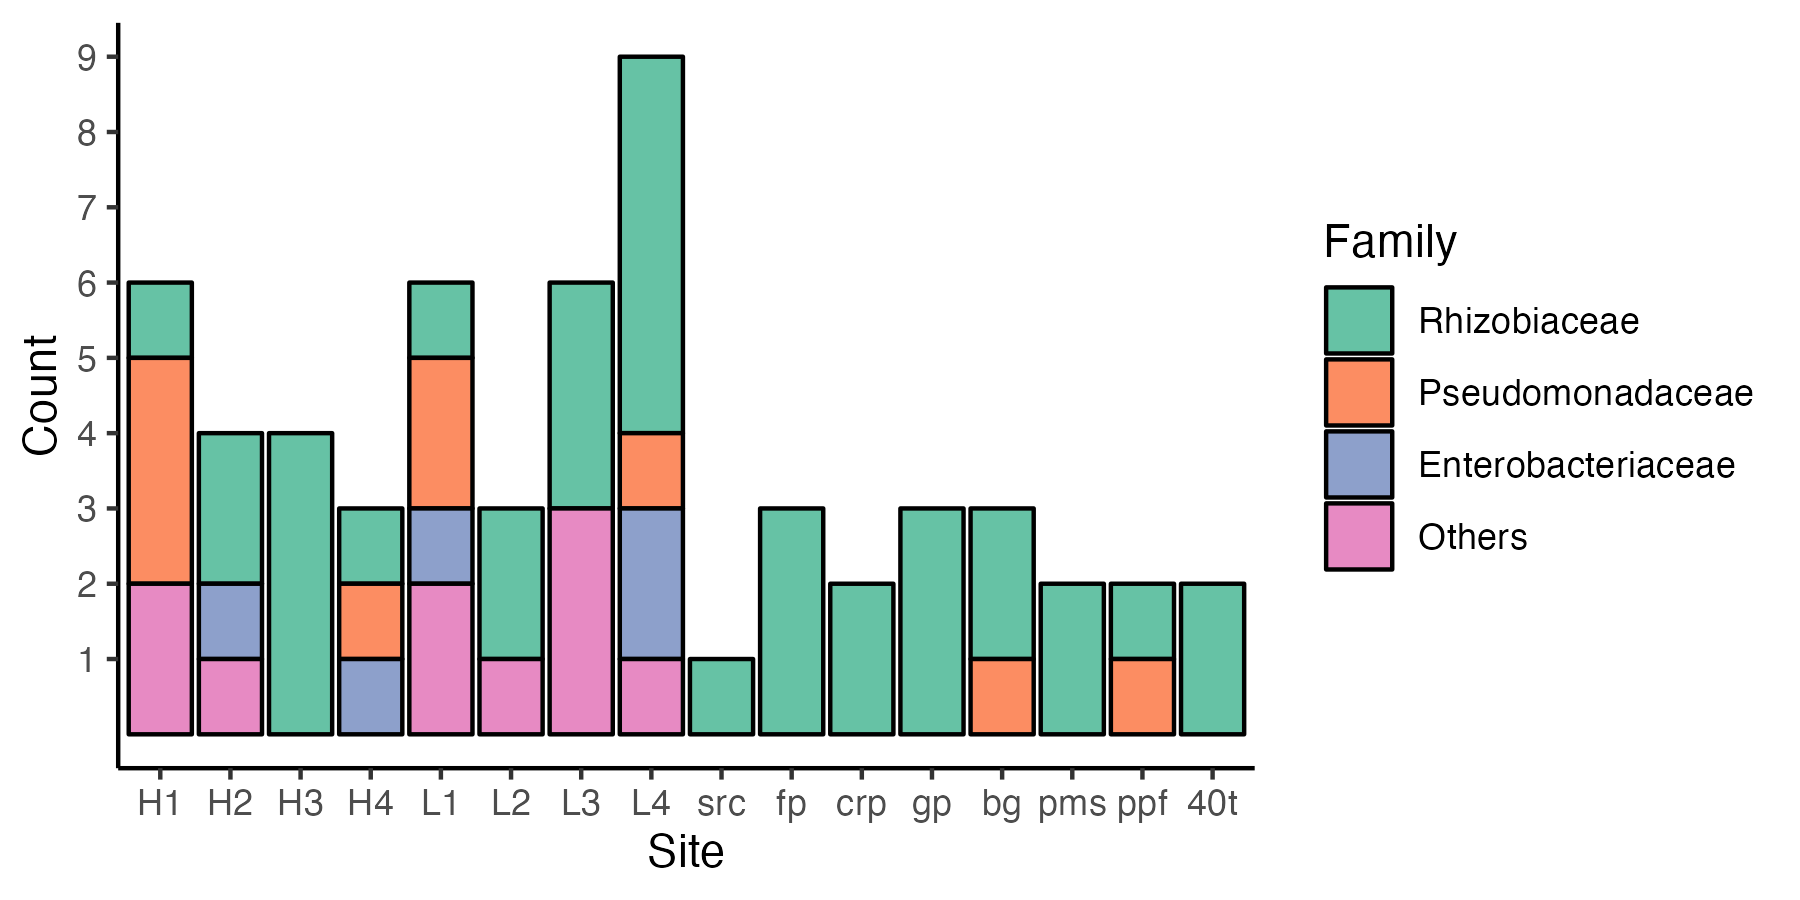 9
8
7
6
5
4
3
2
1
Count
H1 H2 H3 H4 L1 L2 L3 L4 src fp crp gp bg pms ppf 40t
Site
Family
Rhizobiaceae
Pseudomonadaceae
Enterobacteriaceae
Others